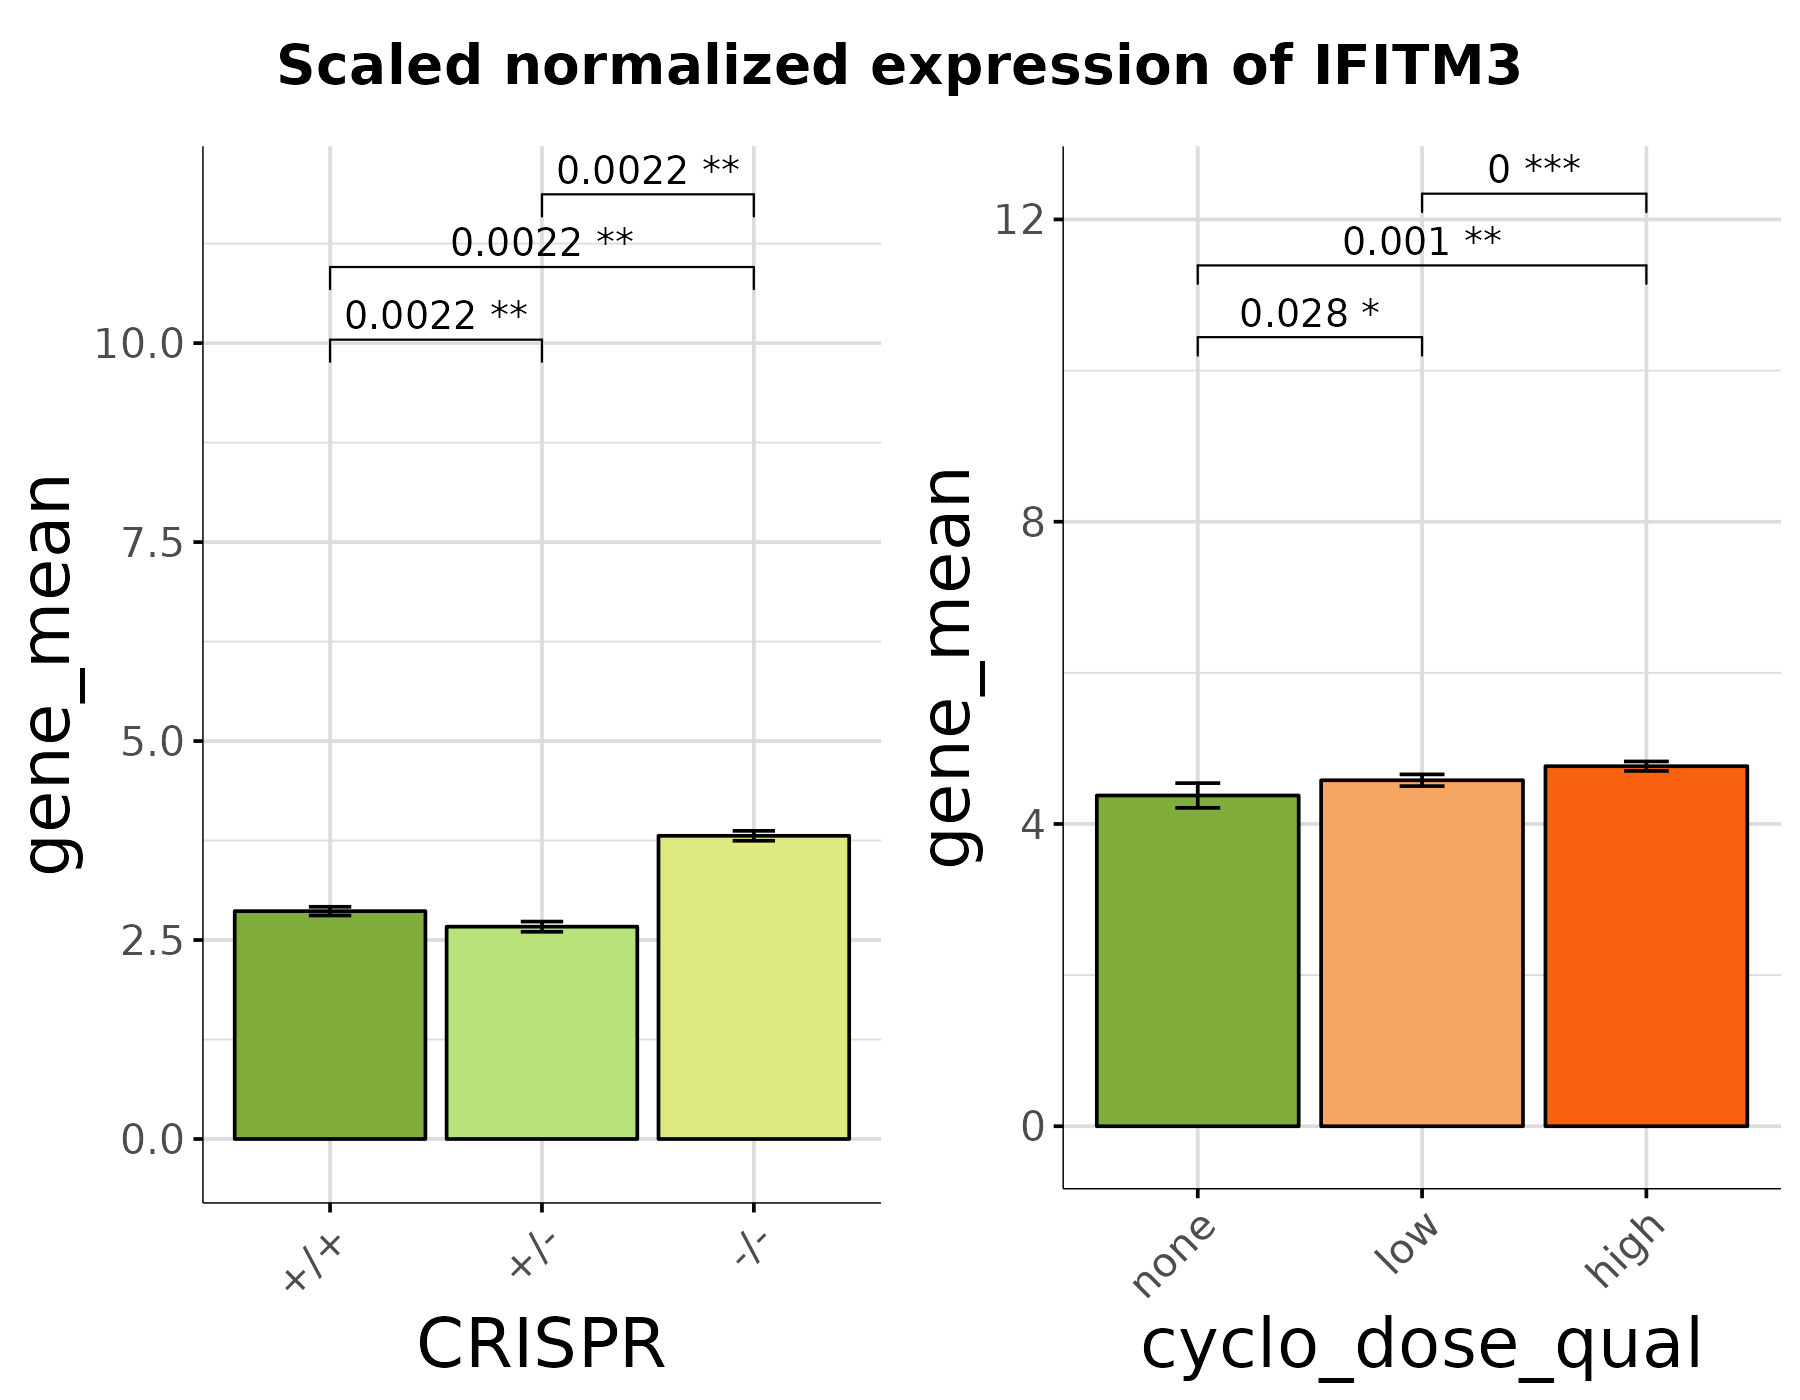 Scaled normalized expression of IFITM3
gene_mean
10.0
7.5
5.0
2.5
0.0
0.0022 **
0.0022 **
0.0022 **
+/+
+/-
-/-
CRISPR
gene_mean
12
8
4
0
0 ***
0.001 **
0.028 *
none
low
high
cyclo_dose_qual